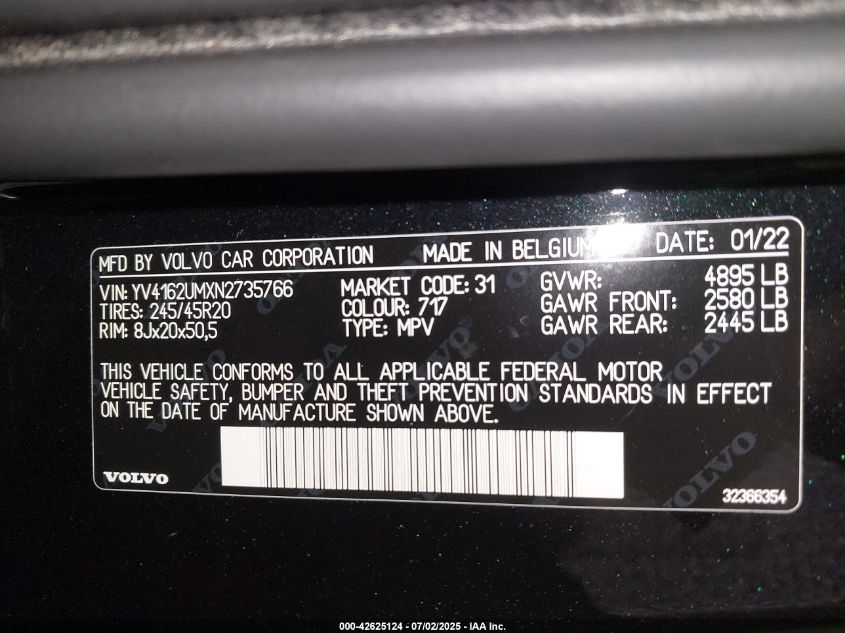 MFD BY VOLVO CAR CORPORATION MADE IN BELGIUM DATE: 01/22
VIN: YV4162UMXN2735766 MARKET CODE: 31 GVWR: 4895 LB
TIRES: 245/45R20 COLOUR: 717 GAWR FRONT: 2580 LB
RIM: 8Jx20x50,5 TYPE: MPV GAWR REAR: 2445 LB
THIS VEHICLE CONFORMS TO ALL APPLICABLE FEDERAL MOTOR
VEHICLE SAFETY, BUMPER AND THEFT PREVENTION STANDARDS IN EFFECT
ON THE DATE OF MANUFACTURE SHOWN ABOVE.
VOLVO 32366354
000-42625124 - 07/02/2025 - IAA Inc.